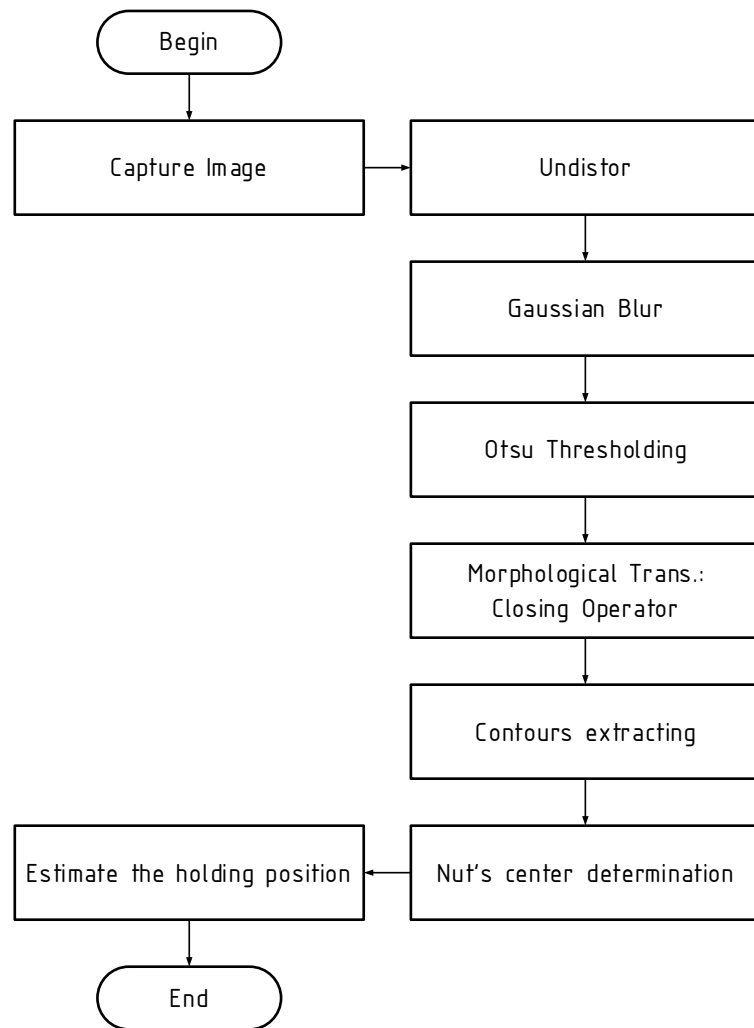 Begin
Capture Image
Undistor
Gaussian Blur
Otsu Thresholding
Morphological Trans.:
Closing Operator
Contours extracting
Nut's center determination
Estimate the holding position
End